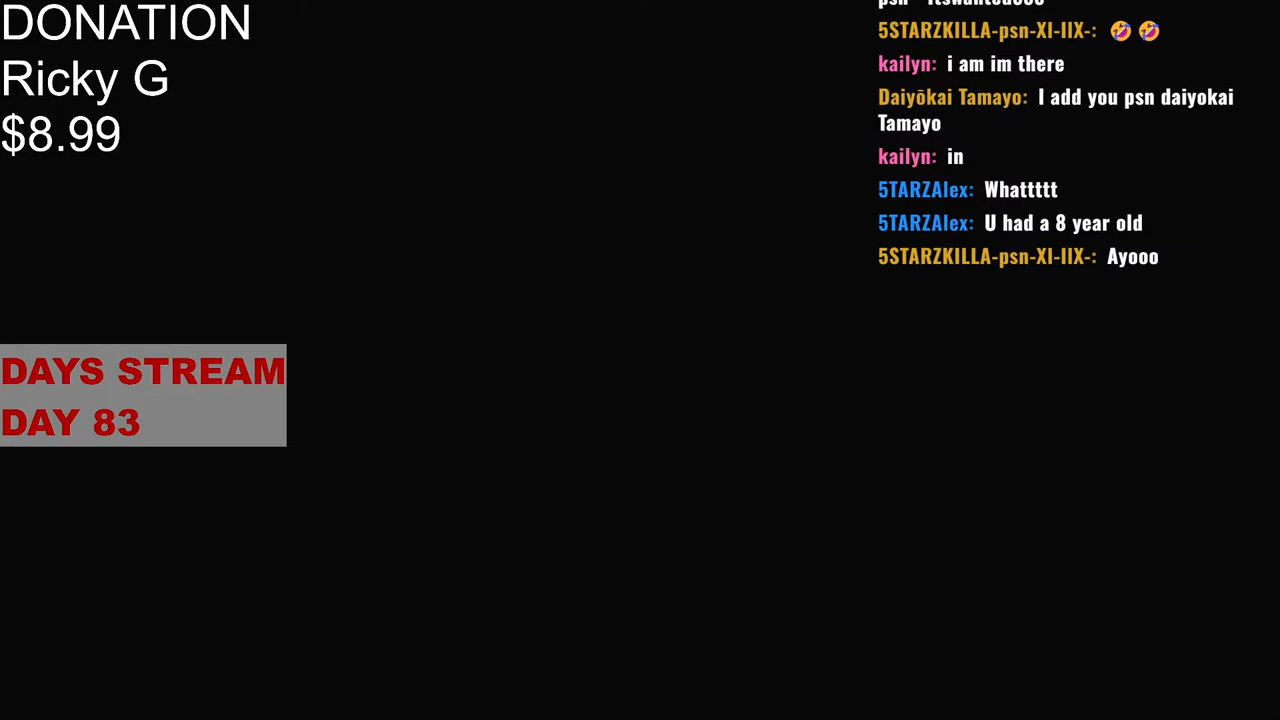 DONATION
Ricky G
$8.99
5STARZKILLA-psn-XI-IIX-: 🤣 🤣
kailyn: i am im there
Daiyōkai Tamayo: I add you psn daiyokai
Tamayo
kailyn: in
5TARZAlex: Whattttt
5TARZAlex: U had a 8 year old
5STARZKILLA-psn-XI-IIX-: Ayooo
DAYS STREAM
DAY 83